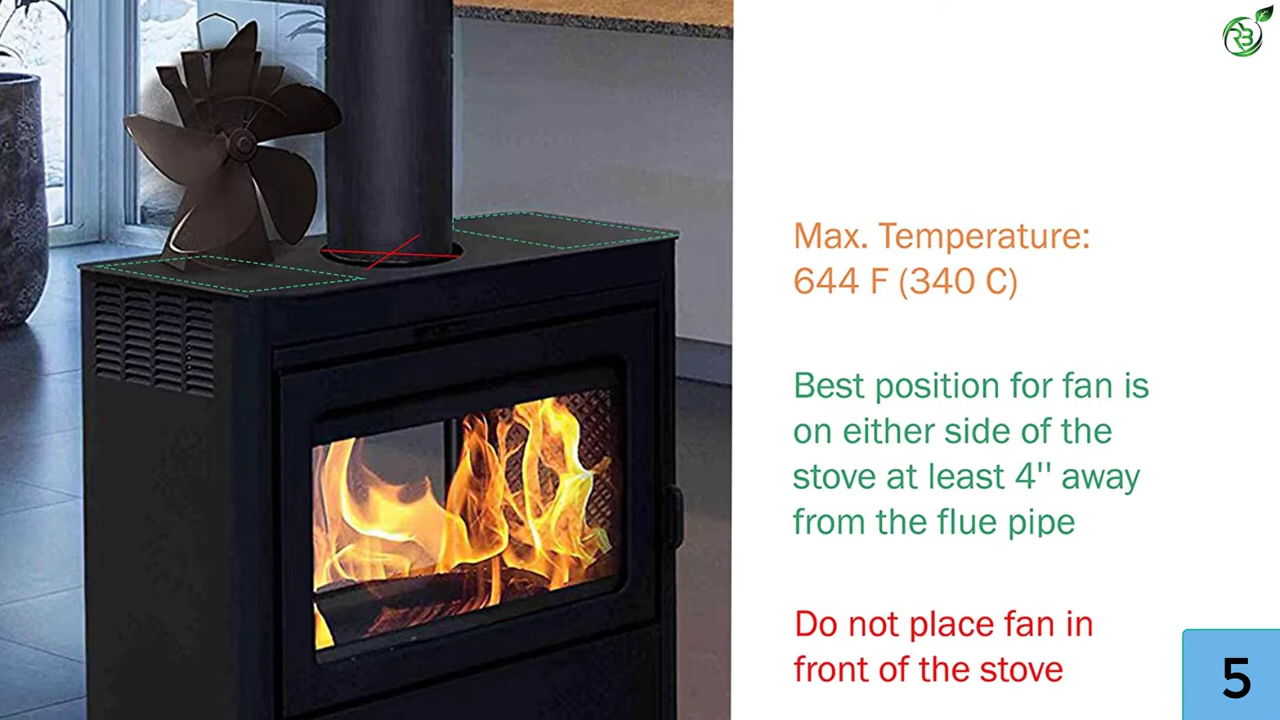 RB
Max. Temperature:
644 F (340 C)
Best position for fan is
on either side of the
stove at least 4'' away
from the flue pipe
Do not place fan in
front of the stove
5